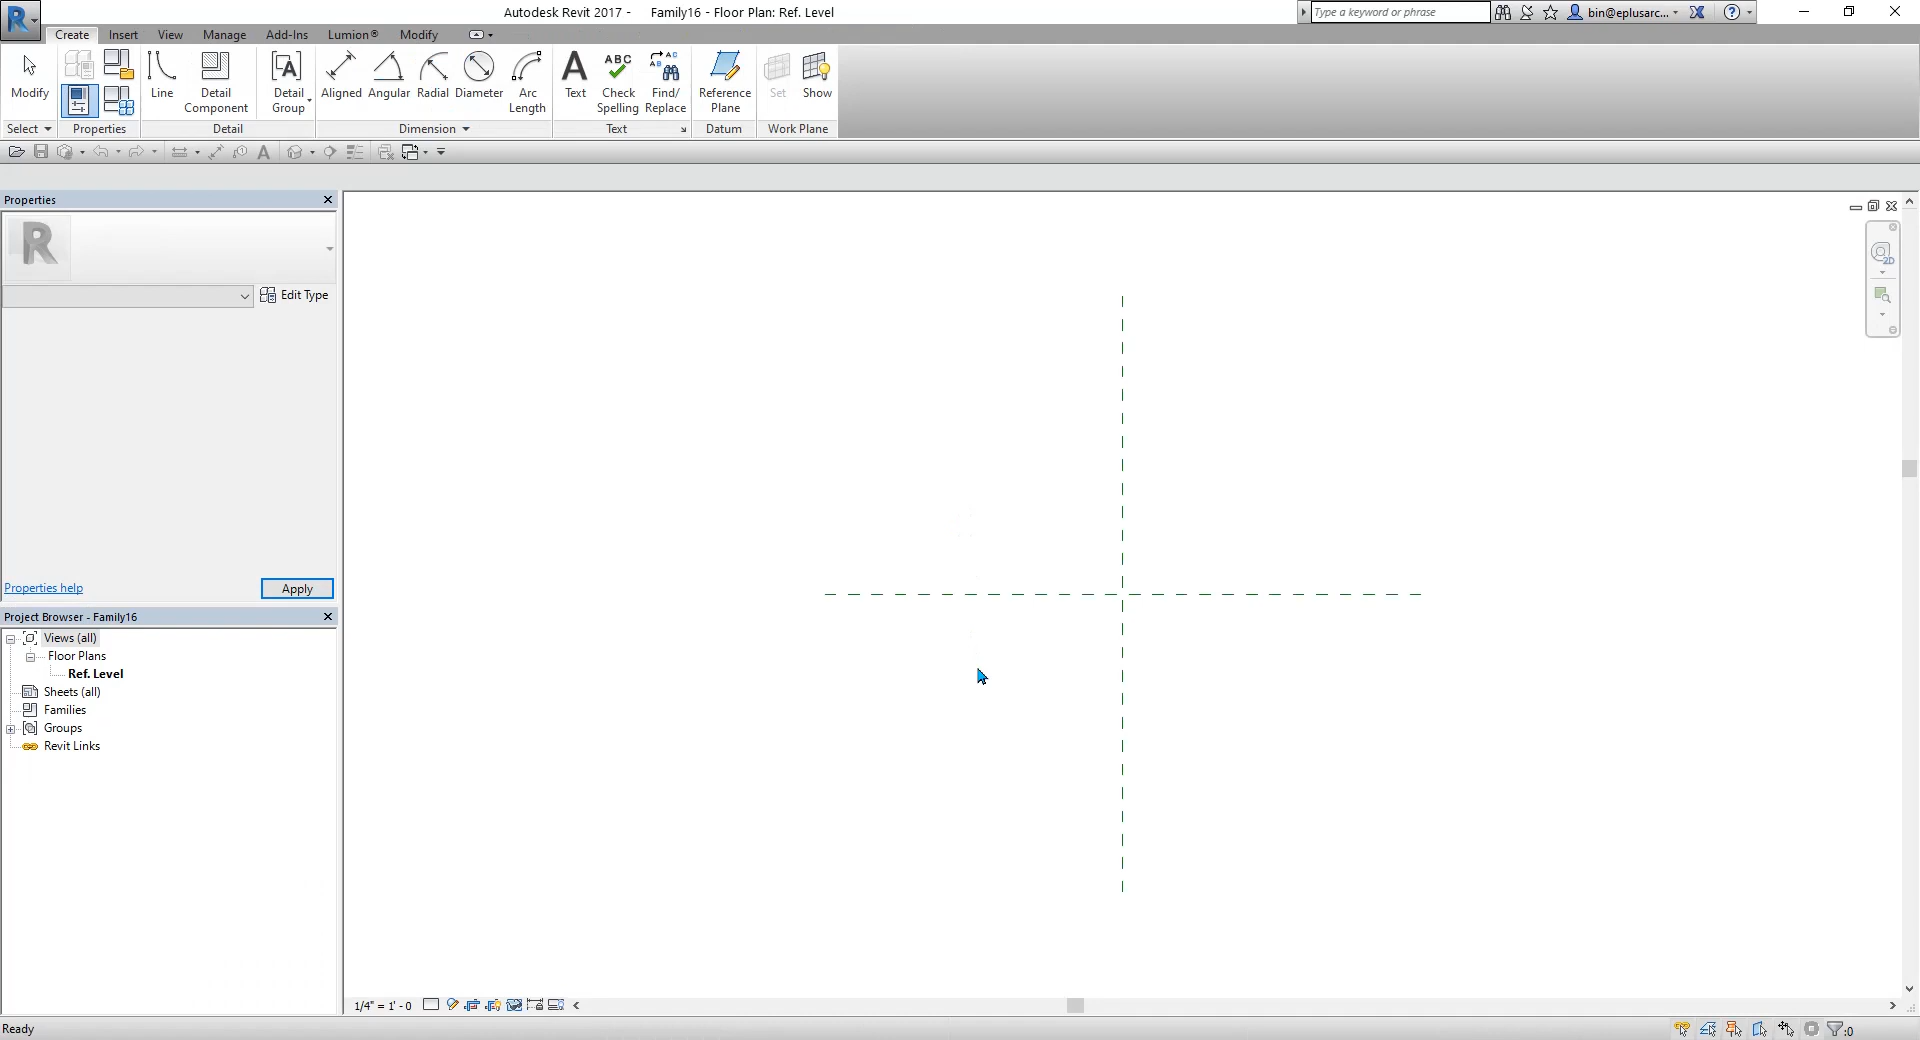 Autodesk Revit 2017 - Family16 - Floor Plan: Ref. Level
Type a keyword or phrase
bin@eplusarc...
Create Insert View Manage Add-Ins Lumion® Modify
Modify
Line
Detail Component
Detail Group
Aligned
Angular
Radial
Diameter
Arc Length
Text
Check Spelling
Find/ Replace
Reference Plane
Set
Show
Select Properties Detail Dimension Text Datum Work Plane
Properties
Edit Type
Properties help
Apply
Project Browser - Family16
Views (all)
Floor Plans
Ref. Level
Sheets (all)
Families
Groups
Revit Links
2D
1/4" = 1' - 0
Ready
:0